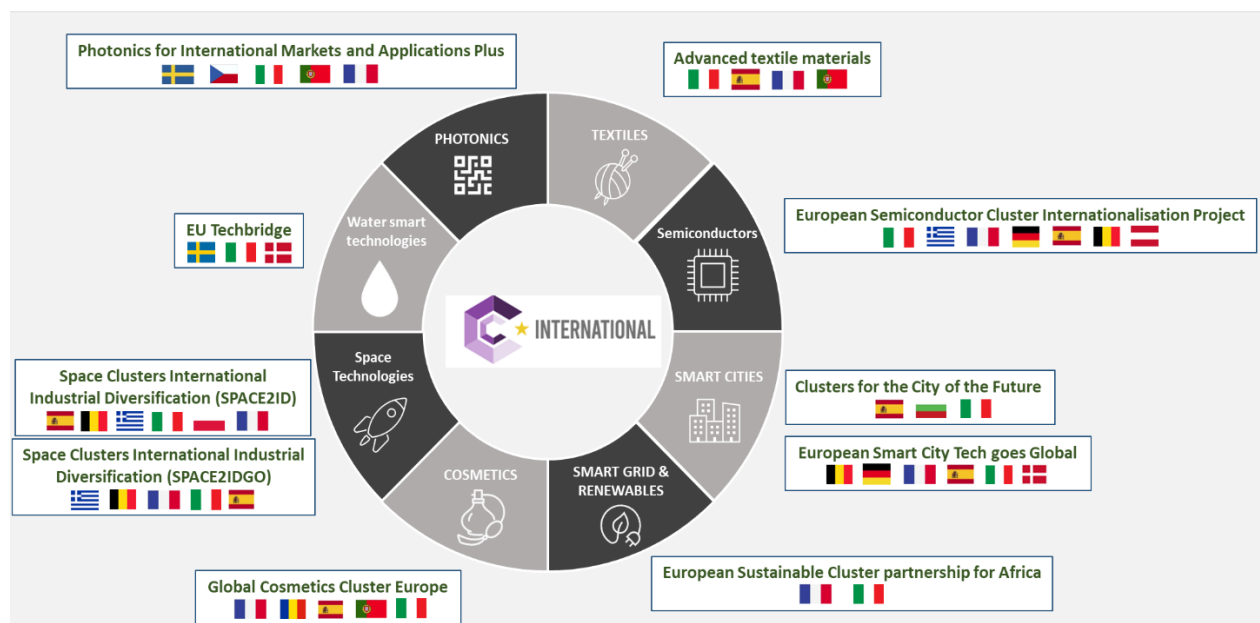 Photonics for International Markets and Applications Plus
Advanced textile materials
PHOTONICS
TEXTILES
EU Techbridge
Water smart
technologies
Semiconductors
European Semiconductor Cluster Internationalisation Project
INTERNATIONAL
Space Clusters International
Industrial Diversification (SPACE2ID)
Space
Technologies
SMART CITIES
Clusters for the City of the Future
Space Clusters International Industrial
Diversification (SPACE2IDGO)
COSMETICS
SMART GRID &
RENEWABLES
European Smart City Tech goes Global
Global Cosmetics Cluster Europe
European Sustainable Cluster partnership for Africa